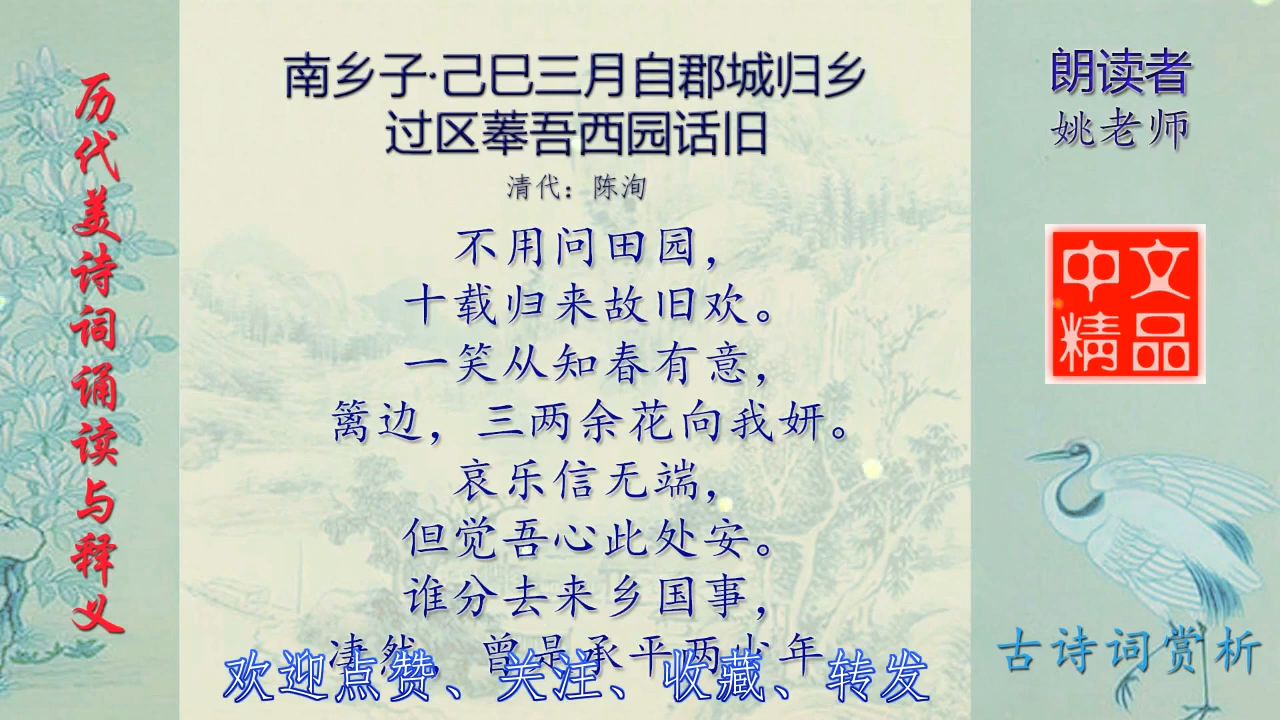 历代美诗词诵读与释义
南乡子·己巳三月自郡城归乡
过区菶吾西园话旧
清代：陈洵
不用问田园，
十载归来故旧欢。
一笑从知春有意，
篱边，三两余花向我妍。
哀乐信无端，
但觉吾心此处安。
谁分去来乡国事，
凄然，曾是承平两少年
欢迎点赞、关注、收藏、转发
朗读者
姚老师
中文
精品
古诗词赏析